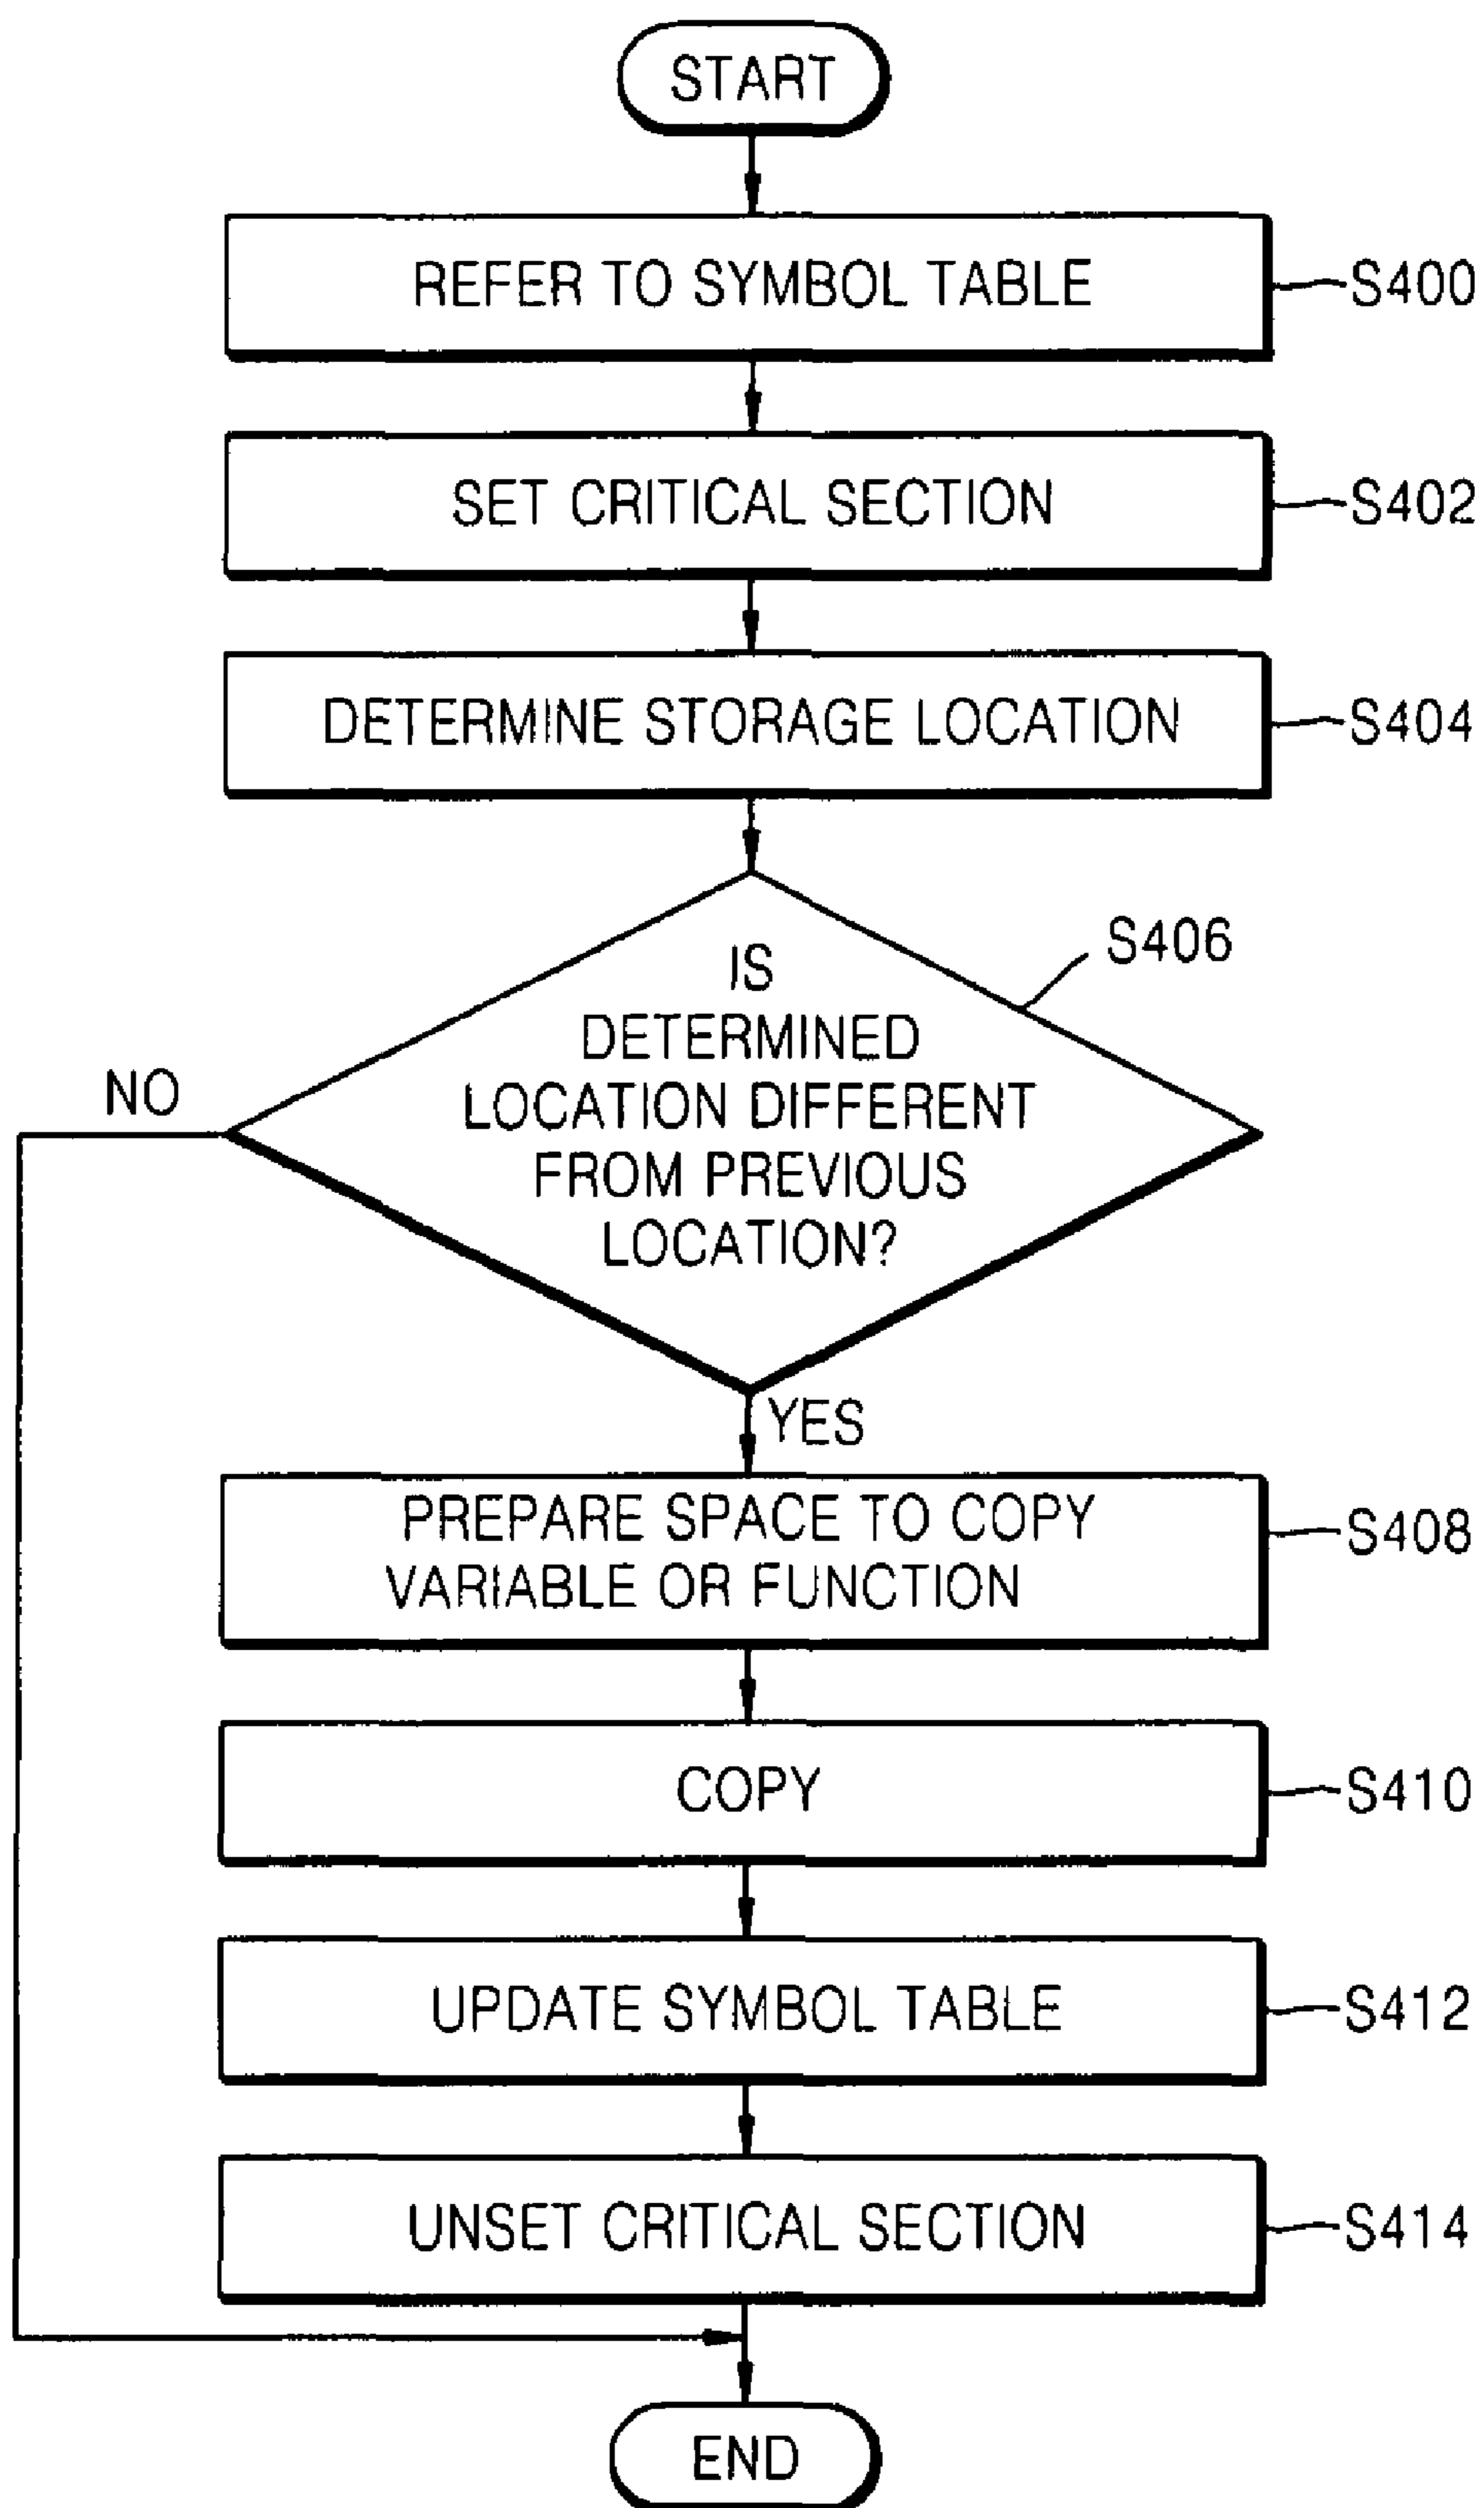 START
REFER TO SYMBOL TABLE
S400
SET CRITICAL SECTION
S402
DETERMINE STORAGE LOCATION
S404
S406
IS
DETERMINED
LOCATION DIFFERENT
FROM PREVIOUS
LOCATION?
NO
YES
PREPARE SPACE TO COPY
VARIABLE OR FUNCTION
S408
COPY
S410
UPDATE SYMBOL TABLE
S412
UNSET CRITICAL SECTION
S414
END